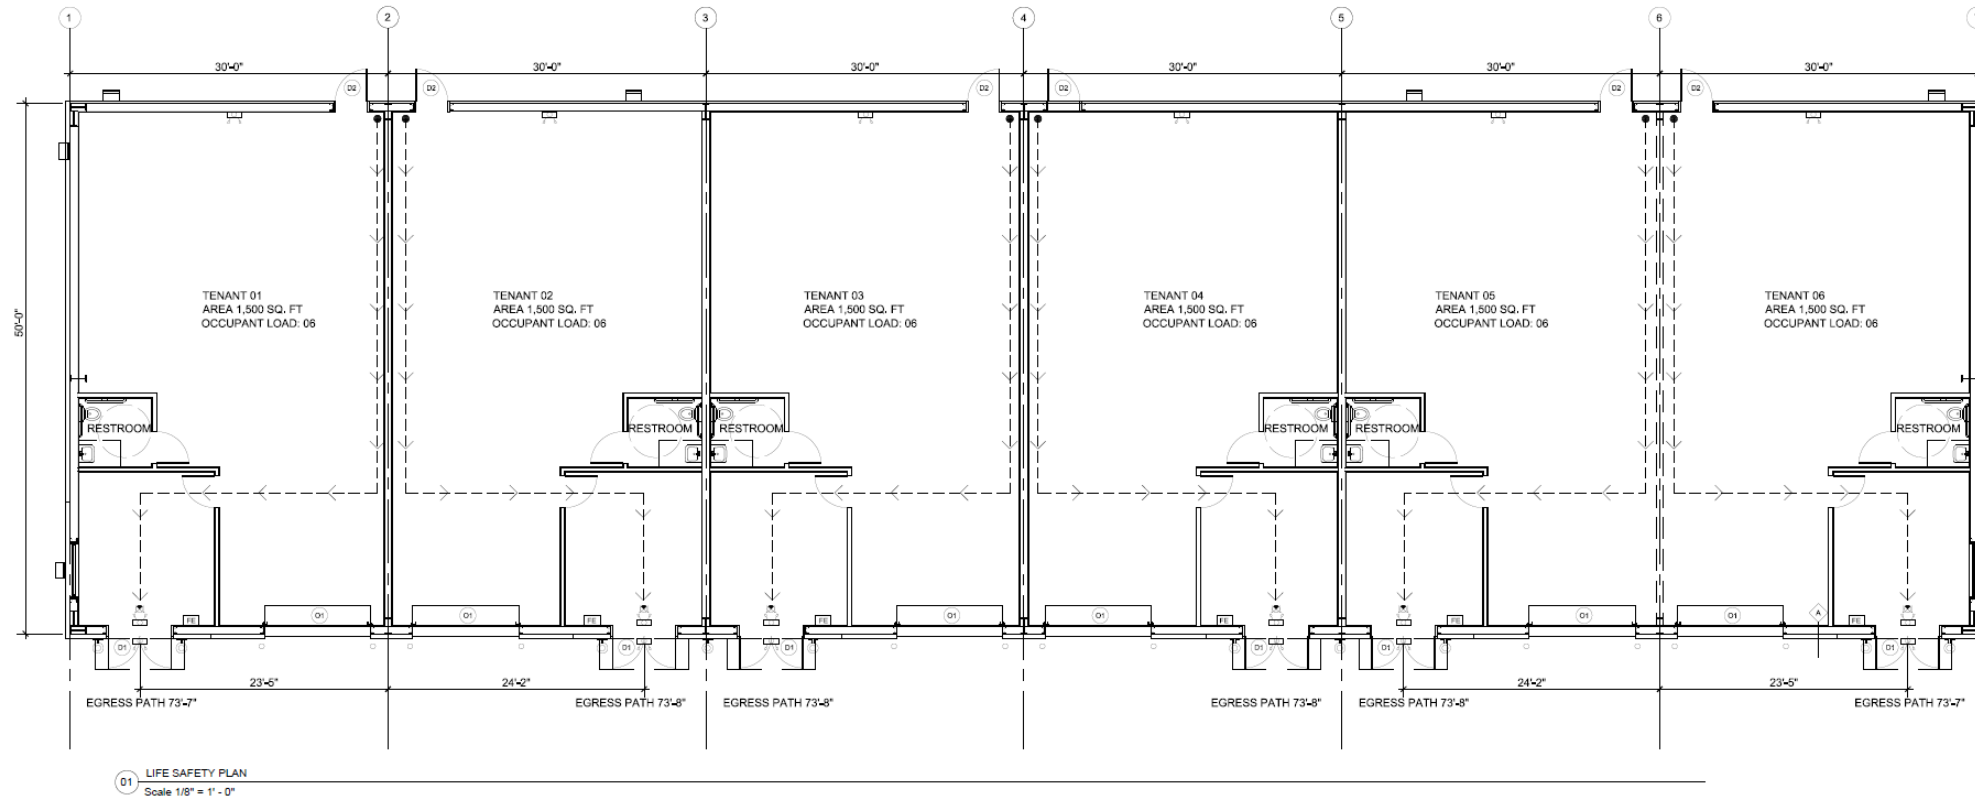 1 2 3 4 5 6
30'-0" 30'-0" 30'-0" 30'-0" 30'-0" 30'-0"
D2 D2 D2 D2 D2 D2
50'-0"
TENANT 01
AREA 1,500 SQ. FT
OCCUPANT LOAD: 06
TENANT 02
AREA 1,500 SQ. FT
OCCUPANT LOAD: 06
TENANT 03
AREA 1,500 SQ. FT
OCCUPANT LOAD: 06
TENANT 04
AREA 1,500 SQ. FT
OCCUPANT LOAD: 06
TENANT 05
AREA 1,500 SQ. FT
OCCUPANT LOAD: 06
TENANT 06
AREA 1,500 SQ. FT
OCCUPANT LOAD: 06
RESTROOM RESTROOM RESTROOM RESTROOM RESTROOM RESTROOM
FE O1 O1 FE O1 O1 FE FE O1 O1 A FE
D1 D1 D1 D1 D1 D1
23'-5" 24'-2" 24'-2" 23'-5"
EGRESS PATH 73'-7" EGRESS PATH 73'-8" EGRESS PATH 73'-8" EGRESS PATH 73'-8" EGRESS PATH 73'-8" EGRESS PATH 73'-7"
01 LIFE SAFETY PLAN
Scale 1/8" = 1' - 0"